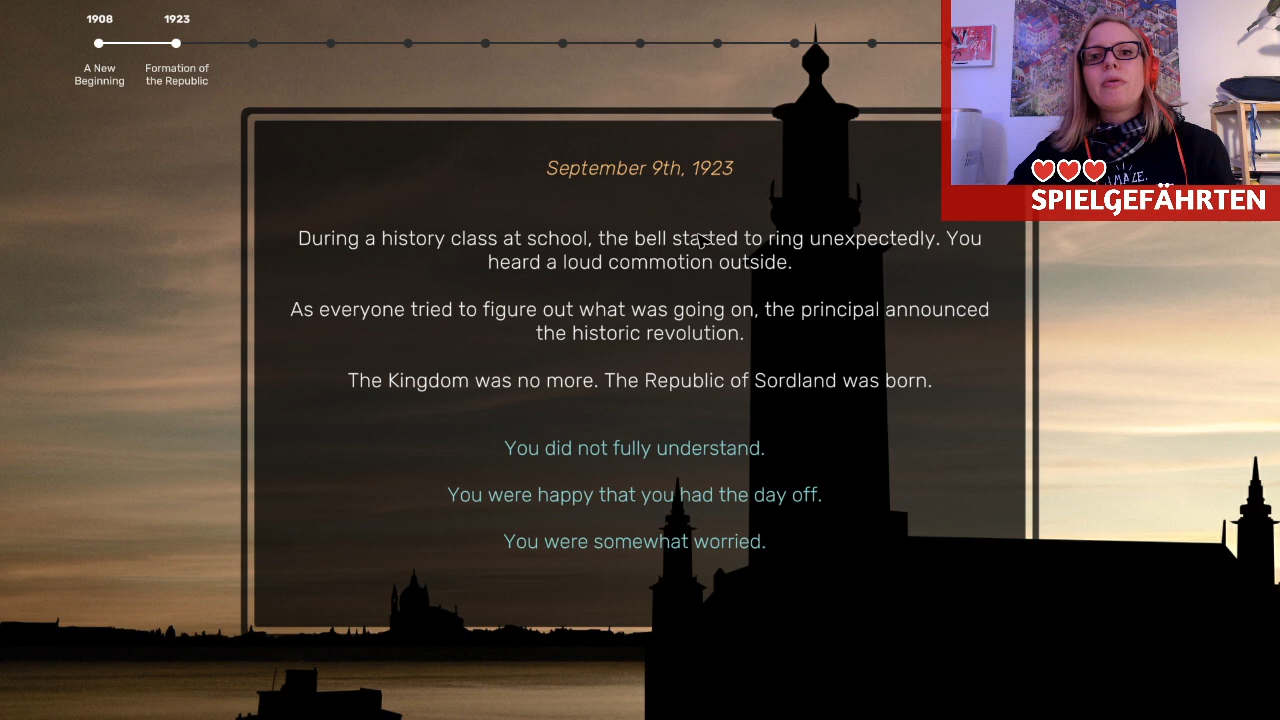 1908
1923
A New
Beginning
Formation of
the Republic
September 9th, 1923
During a history class at school, the bell started to ring unexpectedly. You
heard a loud commotion outside.
As everyone tried to figure out what was going on, the principal announced
the historic revolution.
The Kingdom was no more. The Republic of Sordland was born.
You did not fully understand.
You were happy that you had the day off.
You were somewhat worried.
SPIELGEFÄHRTEN